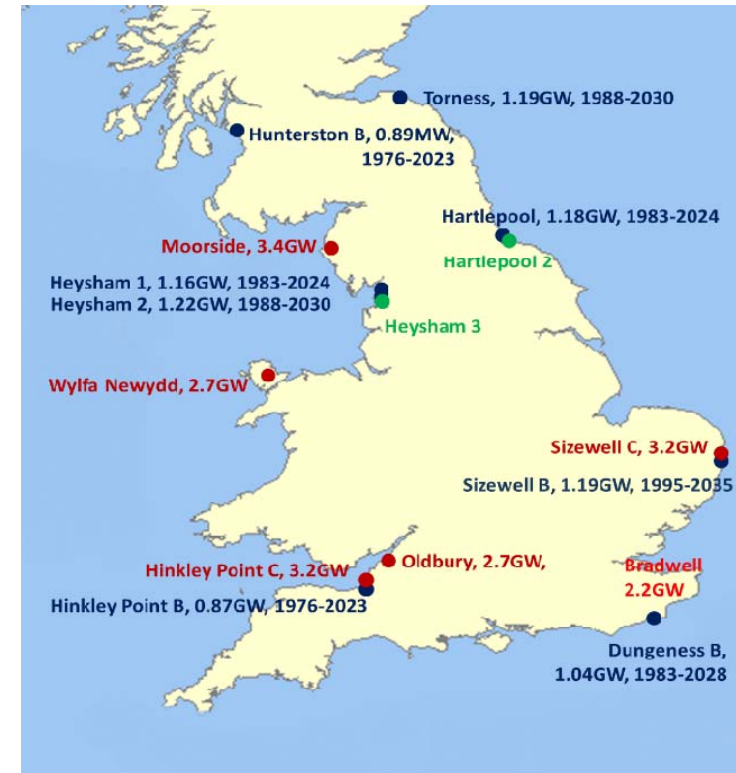 Torness, 1.19GW, 1988-2030
Hunterston B, 0.89MW,
1976-2023
Hartlepool, 1.18GW, 1983-2024
Moorside, 3.4GW
Hartlepool 2
Heysham 1, 1.16GW, 1983-2024
Heysham 2, 1.22GW, 1988-2030
Heysham 3
Wylfa Newydd, 2.7GW
Sizewell C, 3.2GW
Sizewell B, 1.19GW, 1995-2035
Oldbury, 2.7GW,
Hinkley Point C, 3.2GW
Bradwell
2.2GW
Hinkley Point B, 0.87GW, 1976-2023
Dungeness B,
1.04GW, 1983-2028